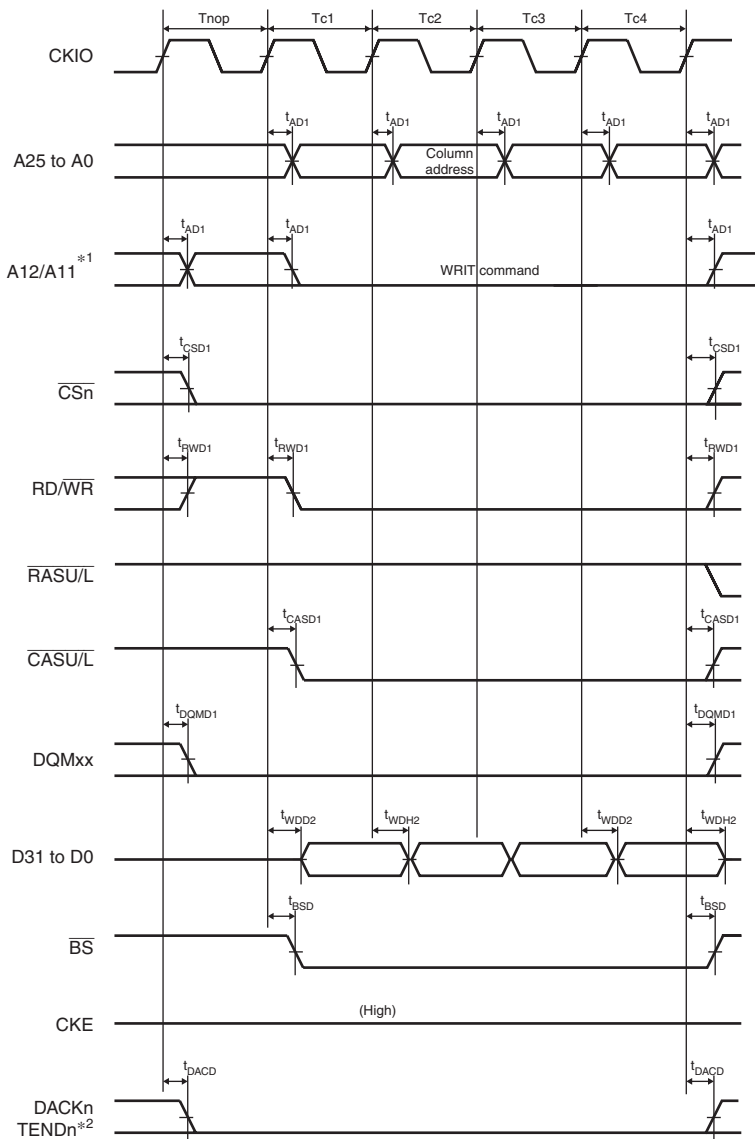 Tnop Tc1 Tc2 Tc3 Tc4
CKIO
tAD1 tAD1 tAD1 tAD1 tAD1
A25 to A0
Column
address
tAD1 tAD1 tAD1
A12/A11*1
WRIT command
tCSD1 tCSD1
CSn
tRWD1 tRWD1 tRWD1
RD/WR
RASU/L
tCASD1 tCASD1
CASU/L
tDQMD1 tDQMD1
DQMxx
tWDD2 tWDH2 tWDD2 tWDH2
D31 to D0
tBSD tBSD
BS
(High)
CKE
tDACD tDACD
DACKn
TENDn*2